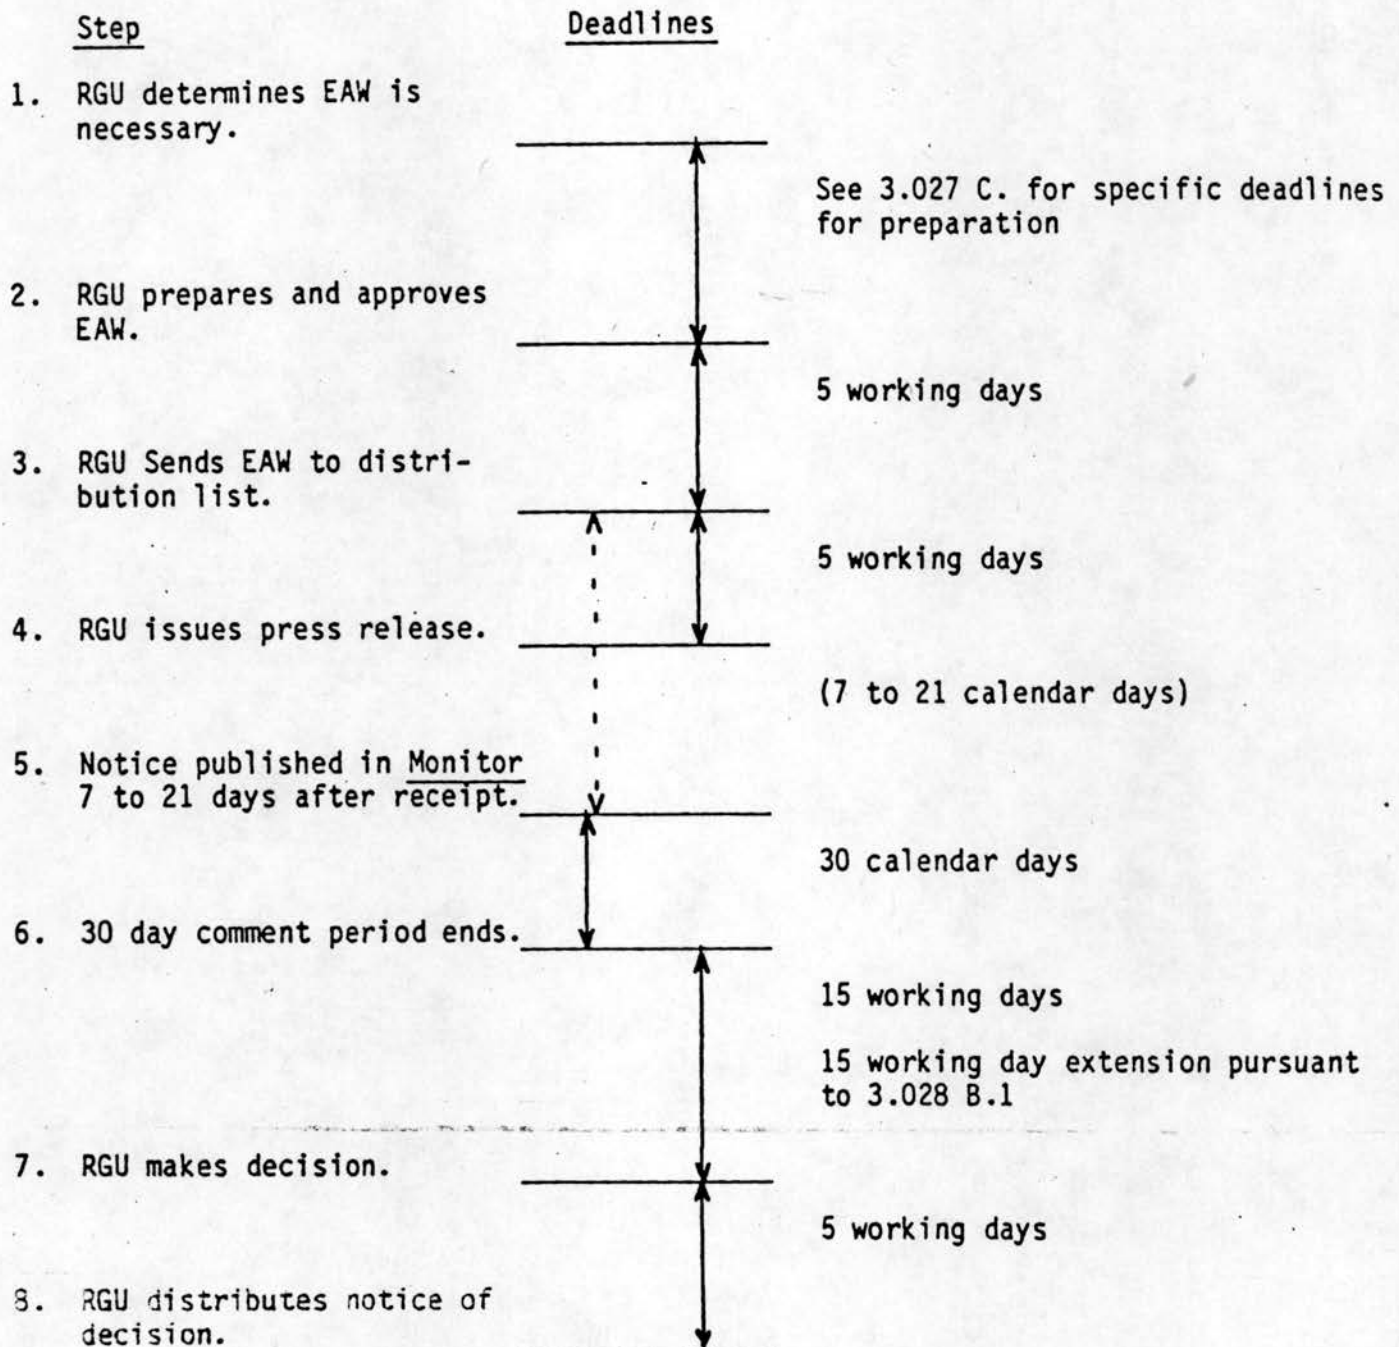 Step Deadlines
1. RGU determines EAW is
necessary.
See 3.027 C. for specific deadlines
for preparation
2. RGU prepares and approves
EAW.
5 working days
3. RGU Sends EAW to distri-
bution list.
5 working days
4. RGU issues press release.
(7 to 21 calendar days)
5. Notice published in Monitor
7 to 21 days after receipt.
30 calendar days
6. 30 day comment period ends.
15 working days
15 working day extension pursuant
to 3.028 B.1
7. RGU makes decision.
5 working days
8. RGU distributes notice of
decision.